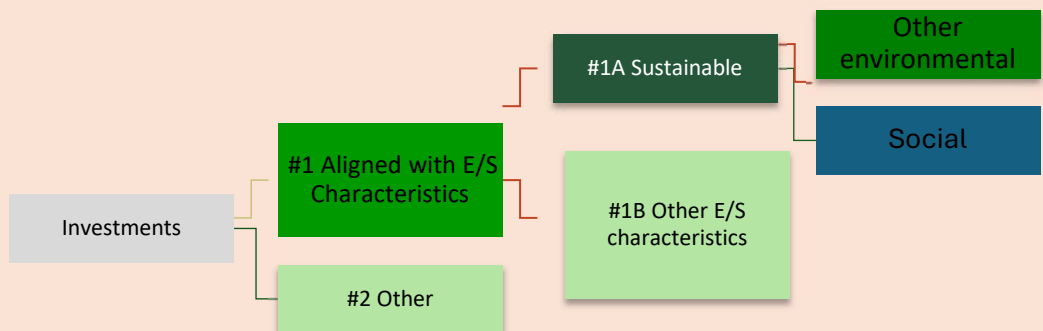 Investments
#1 Aligned with E/S
Characteristics
#2 Other
#1A Sustainable
#1B Other E/S
characteristics
Other
environmental
Social